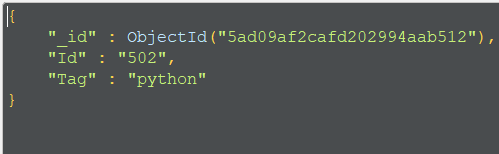 {
"_id" : ObjectId("5ad09af2cafd202994aab512"),
"Id" : "502",
"Tag" : "python"
}